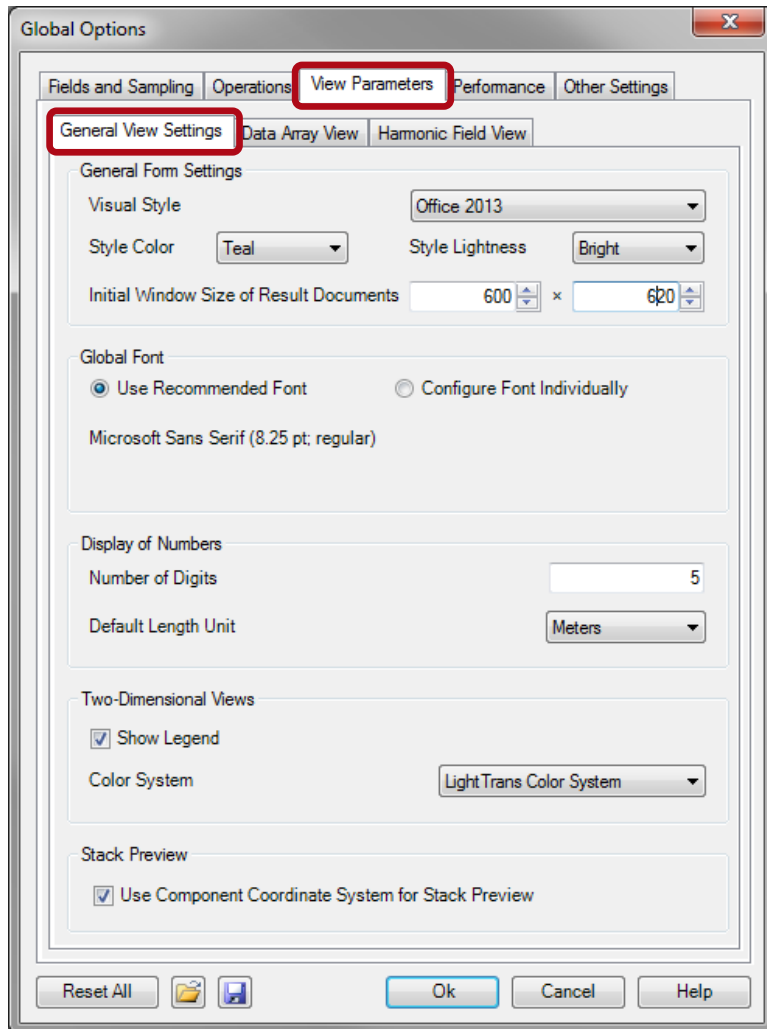 Global Options
Fields and Sampling Operations View Parameters Performance Other Settings
General View Settings Data Array View Harmonic Field View
General Form Settings
Visual Style Office 2013
Style Color Teal Style Lightness Bright
Initial Window Size of Result Documents 600 × 620
Global Font
Use Recommended Font Configure Font Individually
Microsoft Sans Serif (8.25 pt; regular)
Display of Numbers
Number of Digits 5
Default Length Unit Meters
Two-Dimensional Views
Show Legend
Color System LightTrans Color System
Stack Preview
Use Component Coordinate System for Stack Preview
Reset All Ok Cancel Help